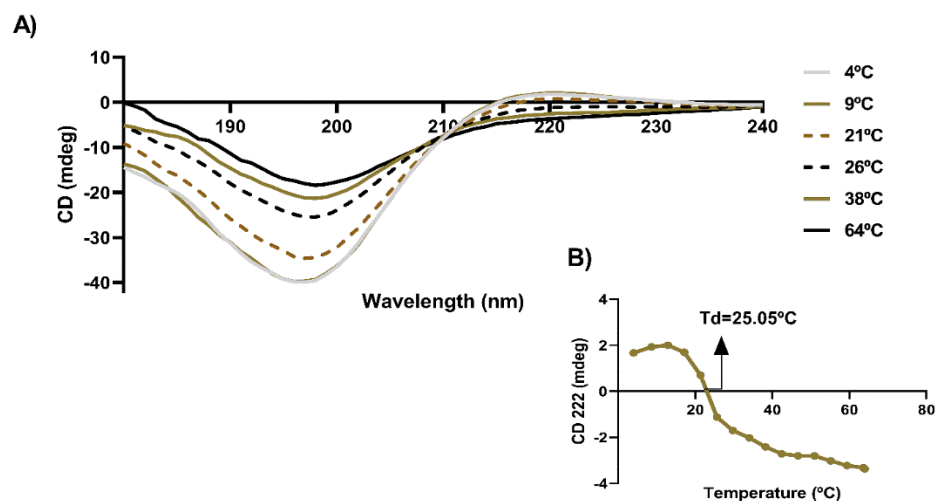 A)
10
0
-10
-20
-30
-40
CD (mdeg)
190
200
210
220
230
240
Wavelength (nm)
4ºC
9ºC
21ºC
26ºC
38ºC
64ºC
B)
Td=25.05ºC
4
2
0
-2
-4
CD 222 (mdeg)
20
40
60
80
Temperature (ºC)